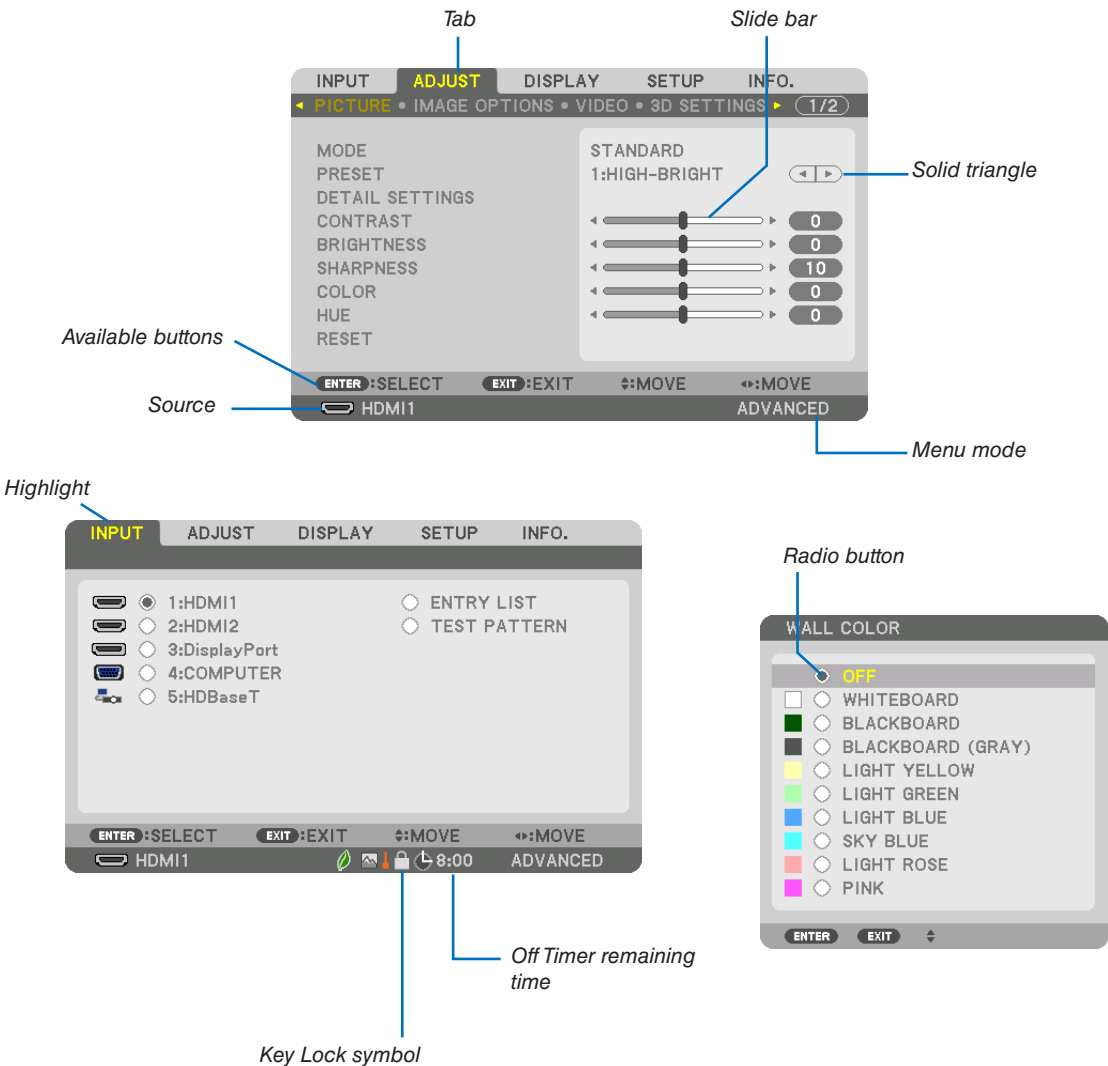 Tab
Slide bar
INPUT ADJUST DISPLAY SETUP INFO.
PICTURE • IMAGE OPTIONS • VIDEO • 3D SETTINGS 1/2
MODE STANDARD
PRESET 1:HIGH-BRIGHT
Solid triangle
DETAIL SETTINGS
CONTRAST 0
BRIGHTNESS 0
SHARPNESS 10
COLOR 0
HUE 0
RESET
Available buttons
ENTER :SELECT EXIT :EXIT :MOVE :MOVE
Source
HDMI1 ADVANCED
Menu mode
Highlight
INPUT ADJUST DISPLAY SETUP INFO.
1:HDMI1 ENTRY LIST
2:HDMI2 TEST PATTERN
3:DisplayPort
4:COMPUTER
5:HDBaseT
ENTER :SELECT EXIT :EXIT :MOVE :MOVE
HDMI1 8:00 ADVANCED
Off Timer remaining
time
Key Lock symbol
Radio button
WALL COLOR
OFF
WHITEBOARD
BLACKBOARD
BLACKBOARD (GRAY)
LIGHT YELLOW
LIGHT GREEN
LIGHT BLUE
SKY BLUE
LIGHT ROSE
PINK
ENTER EXIT